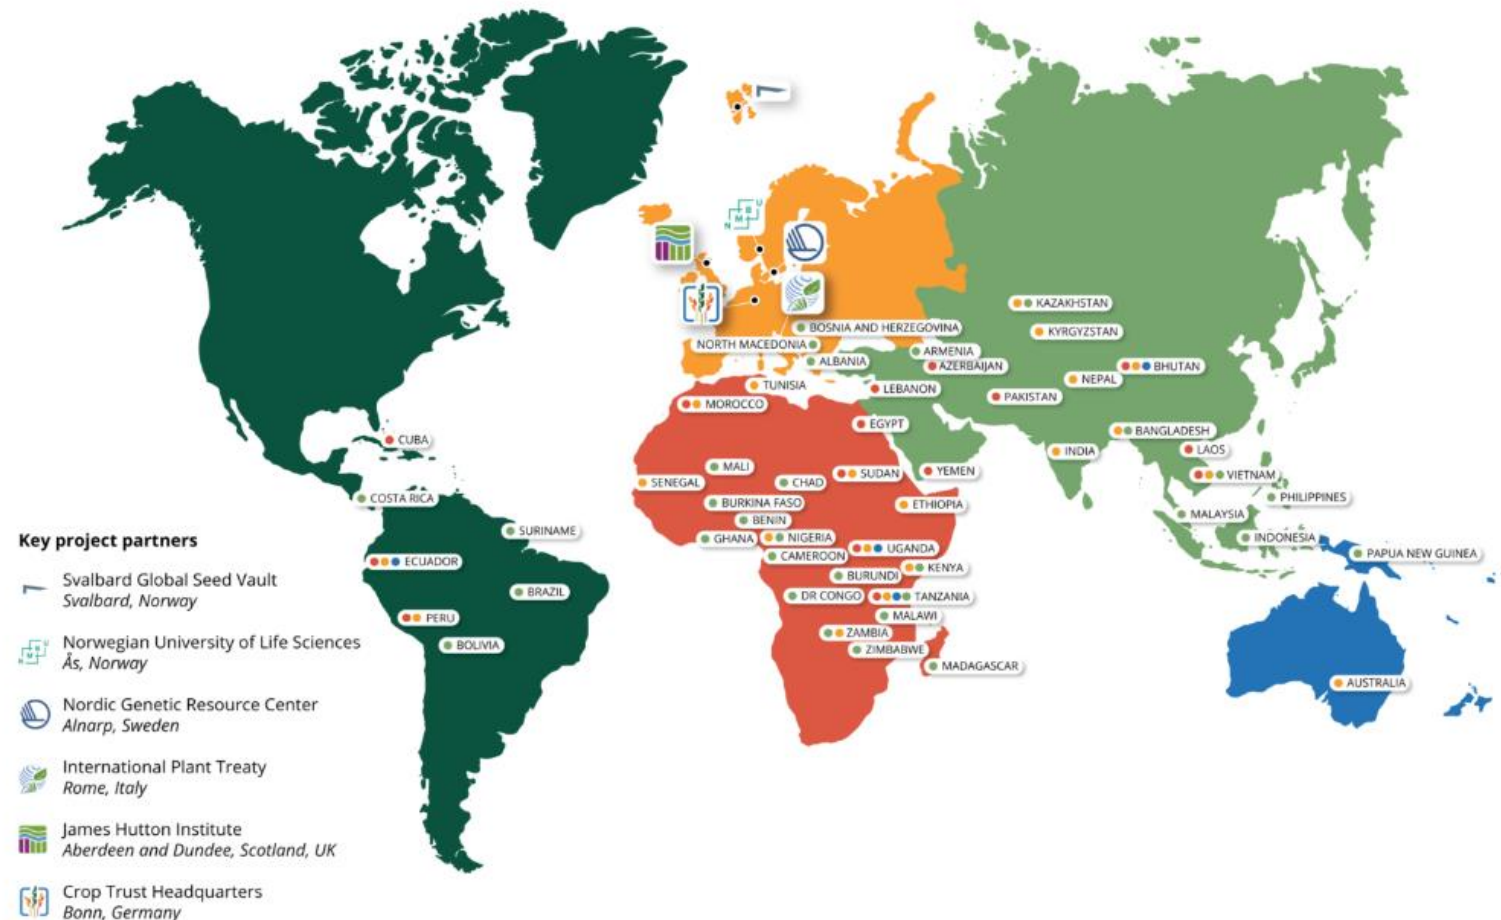 KAZAKHSTAN
KYRGYZSTAN
BOSNIA AND HERZEGOVINA
NORTH MACEDONIA
ARMENIA
ALBANIA
AZERBAIJAN
BHUTAN
NEPAL
TUNISIA
LEBANON
PAKISTAN
MOROCCO
EGYPT
BANGLADESH
CUBA
INDIA
LAOS
MALI
SUDAN
YEMEN
VIETNAM
SENEGAL
CHAD
COSTA RICA
BURKINA FASO
ETHIOPIA
PHILIPPINES
MALAYSIA
BENIN
SURINAME
GHANA
NIGERIA
INDONESIA
UGANDA
PAPUA NEW GUINEA
CAMEROON
ECUADOR
KENYA
BURUNDI
BRAZIL
DR CONGO
TANZANIA
PERU
MALAWI
ZAMBIA
BOLIVIA
ZIMBABWE
MADAGASCAR
AUSTRALIA
Key project partners
Svalbard Global Seed Vault
Svalbard, Norway
Norwegian University of Life Sciences
Ås, Norway
Nordic Genetic Resource Center
Alnarp, Sweden
International Plant Treaty
Rome, Italy
James Hutton Institute
Aberdeen and Dundee, Scotland, UK
Crop Trust Headquarters
Bonn, Germany